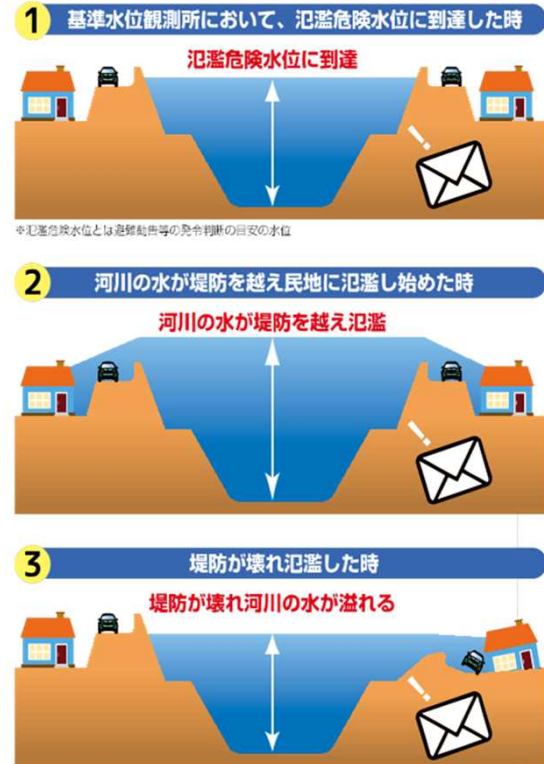 1 基準水位観測所において、氾濫危険水位に到達した時
氾濫危険水位に到達
※氾濫危険水位とは避難勧告等の発令判断の目安の水位
2 河川の水が堤防を越え民地に氾濫し始めた時
河川の水が堤防を越え氾濫
3 堤防が壊れ氾濫した時
堤防が壊れ河川の水が溢れる